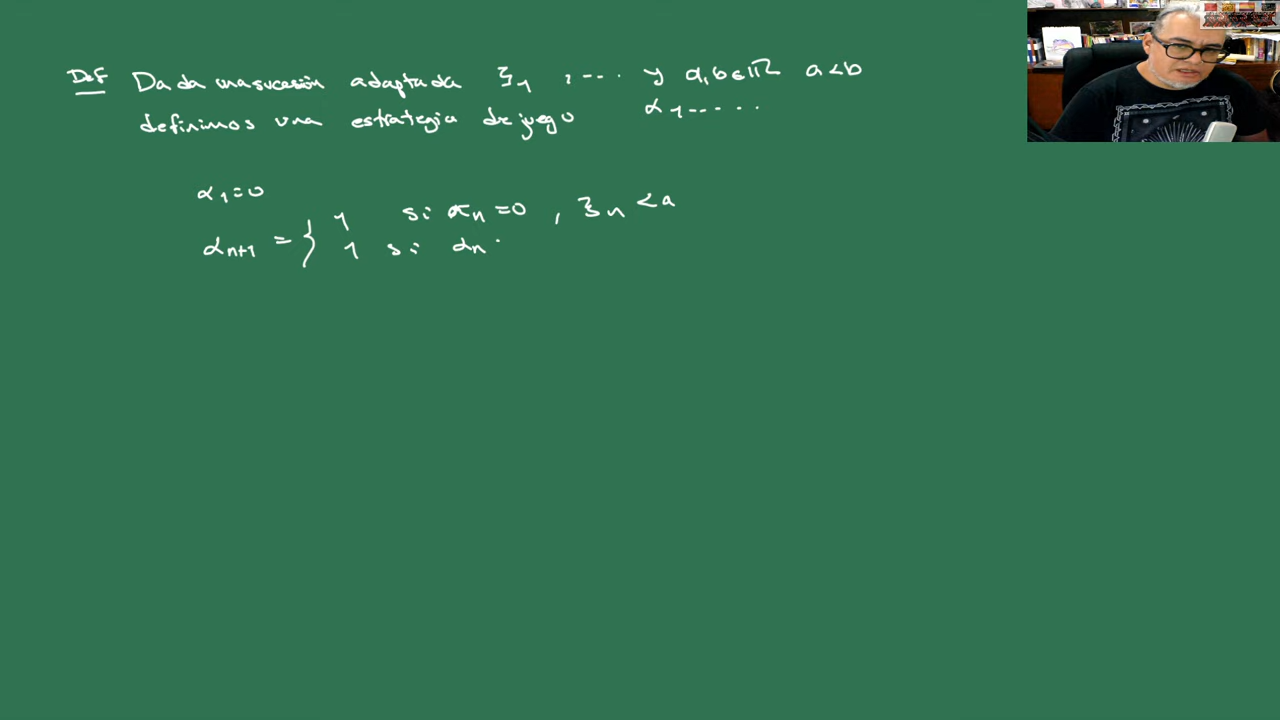 Def Dada una sucesión adaptada ξ₁, .... y a, b ∈ ℝ a < b
definimos una estrategia de juego α₁.....
α₁ = 0
αₙ₊₁ = { 1 si αₙ = 0, ξₙ < a
1 si αₙ